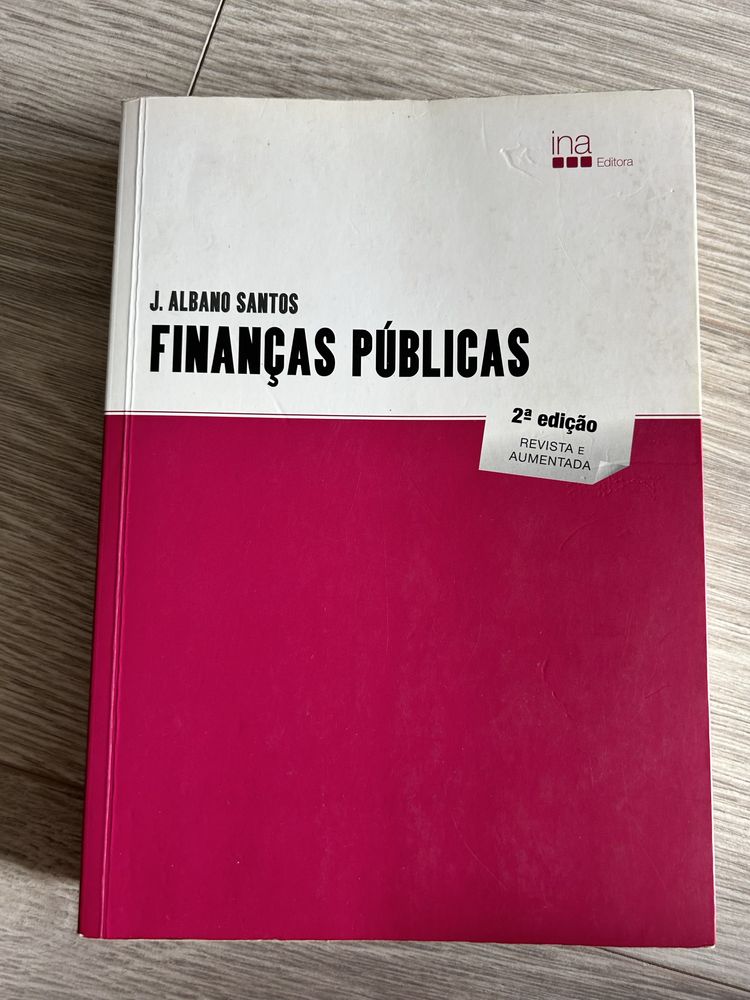 ina
Editora
J. ALBANO SANTOS
FINANÇAS PÚBLICAS
2ª edição
REVISTA E
AUMENTADA